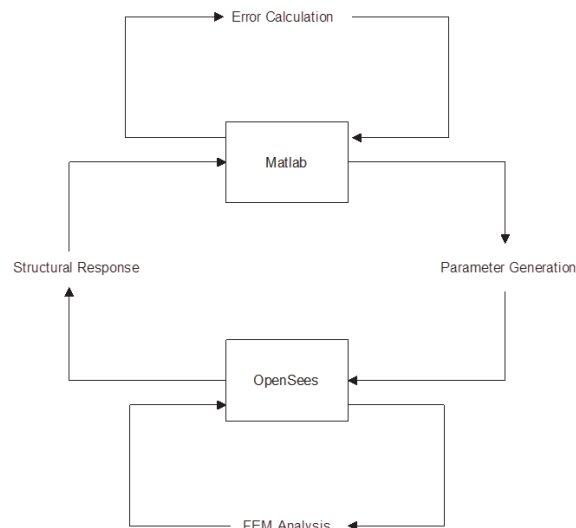 Error Calculation
Matlab
Structural Response
Parameter Generation
OpenSees
FEM Analysis